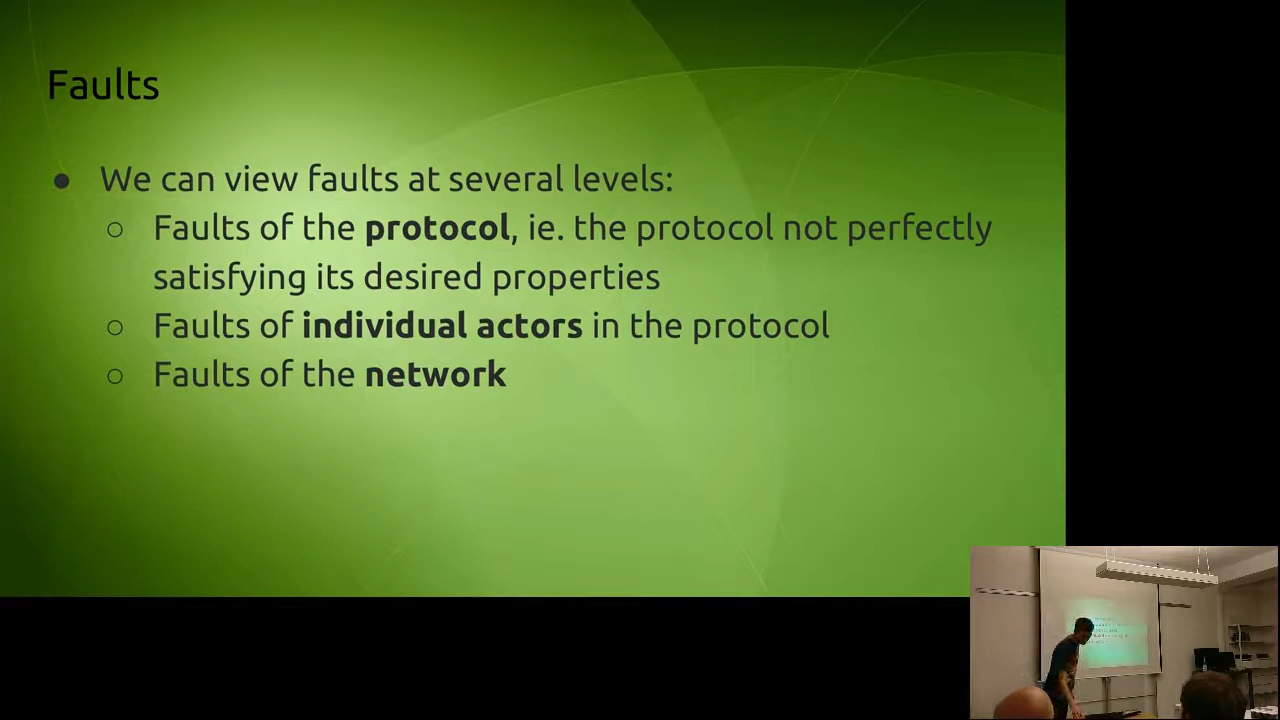 Faults
● We can view faults at several levels:
○ Faults of the protocol, ie. the protocol not perfectly
satisfying its desired properties
○ Faults of individual actors in the protocol
○ Faults of the network